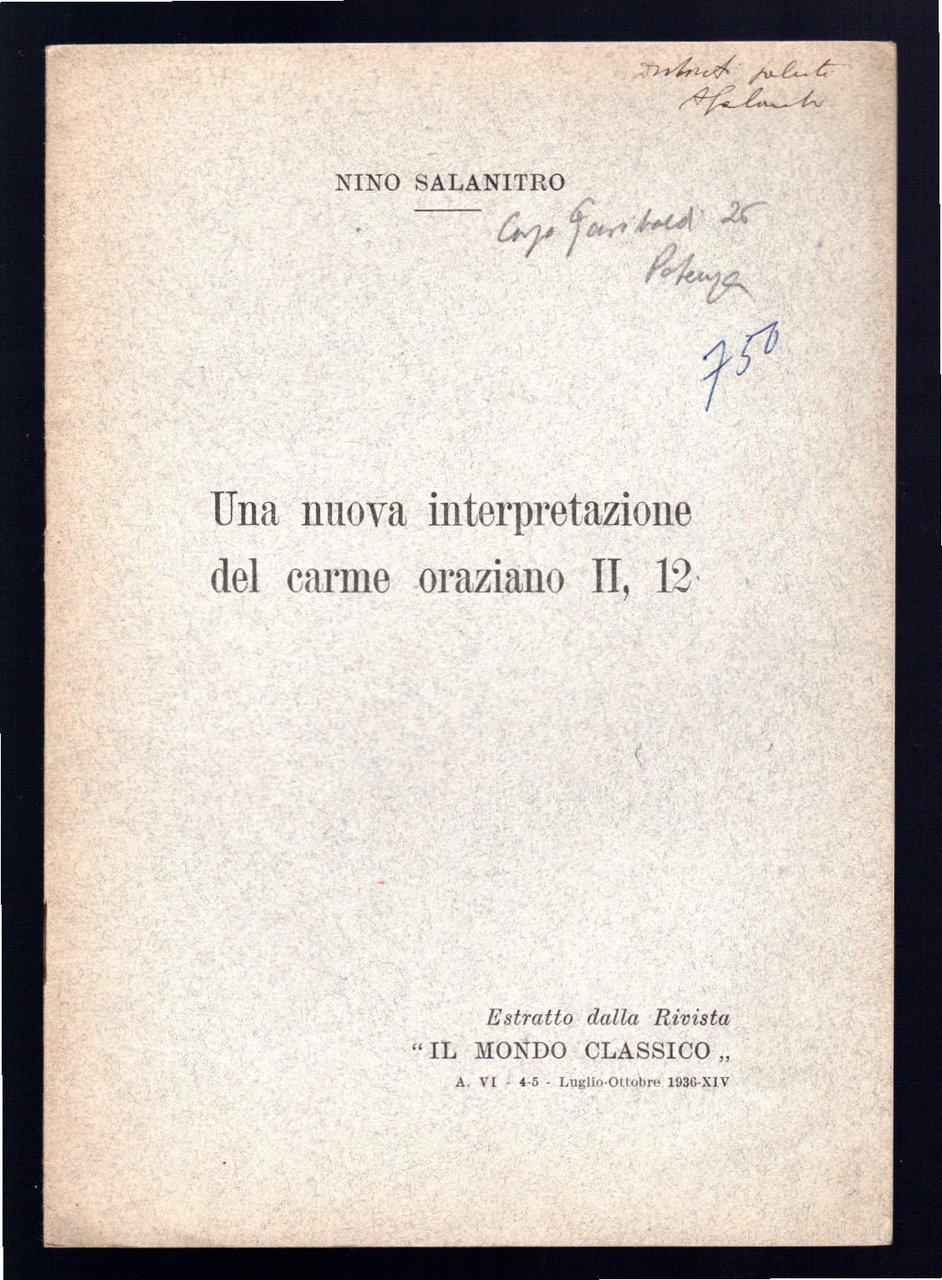 NINO SALANITRO
Corso Garibaldi 26
Potenza
750
Una nuova interpretazione
del carme oraziano II, 12
Estratto dalla Rivista
“ IL MONDO CLASSICO „
A. VI - 4-5 - Luglio-Ottobre 1936-XIV